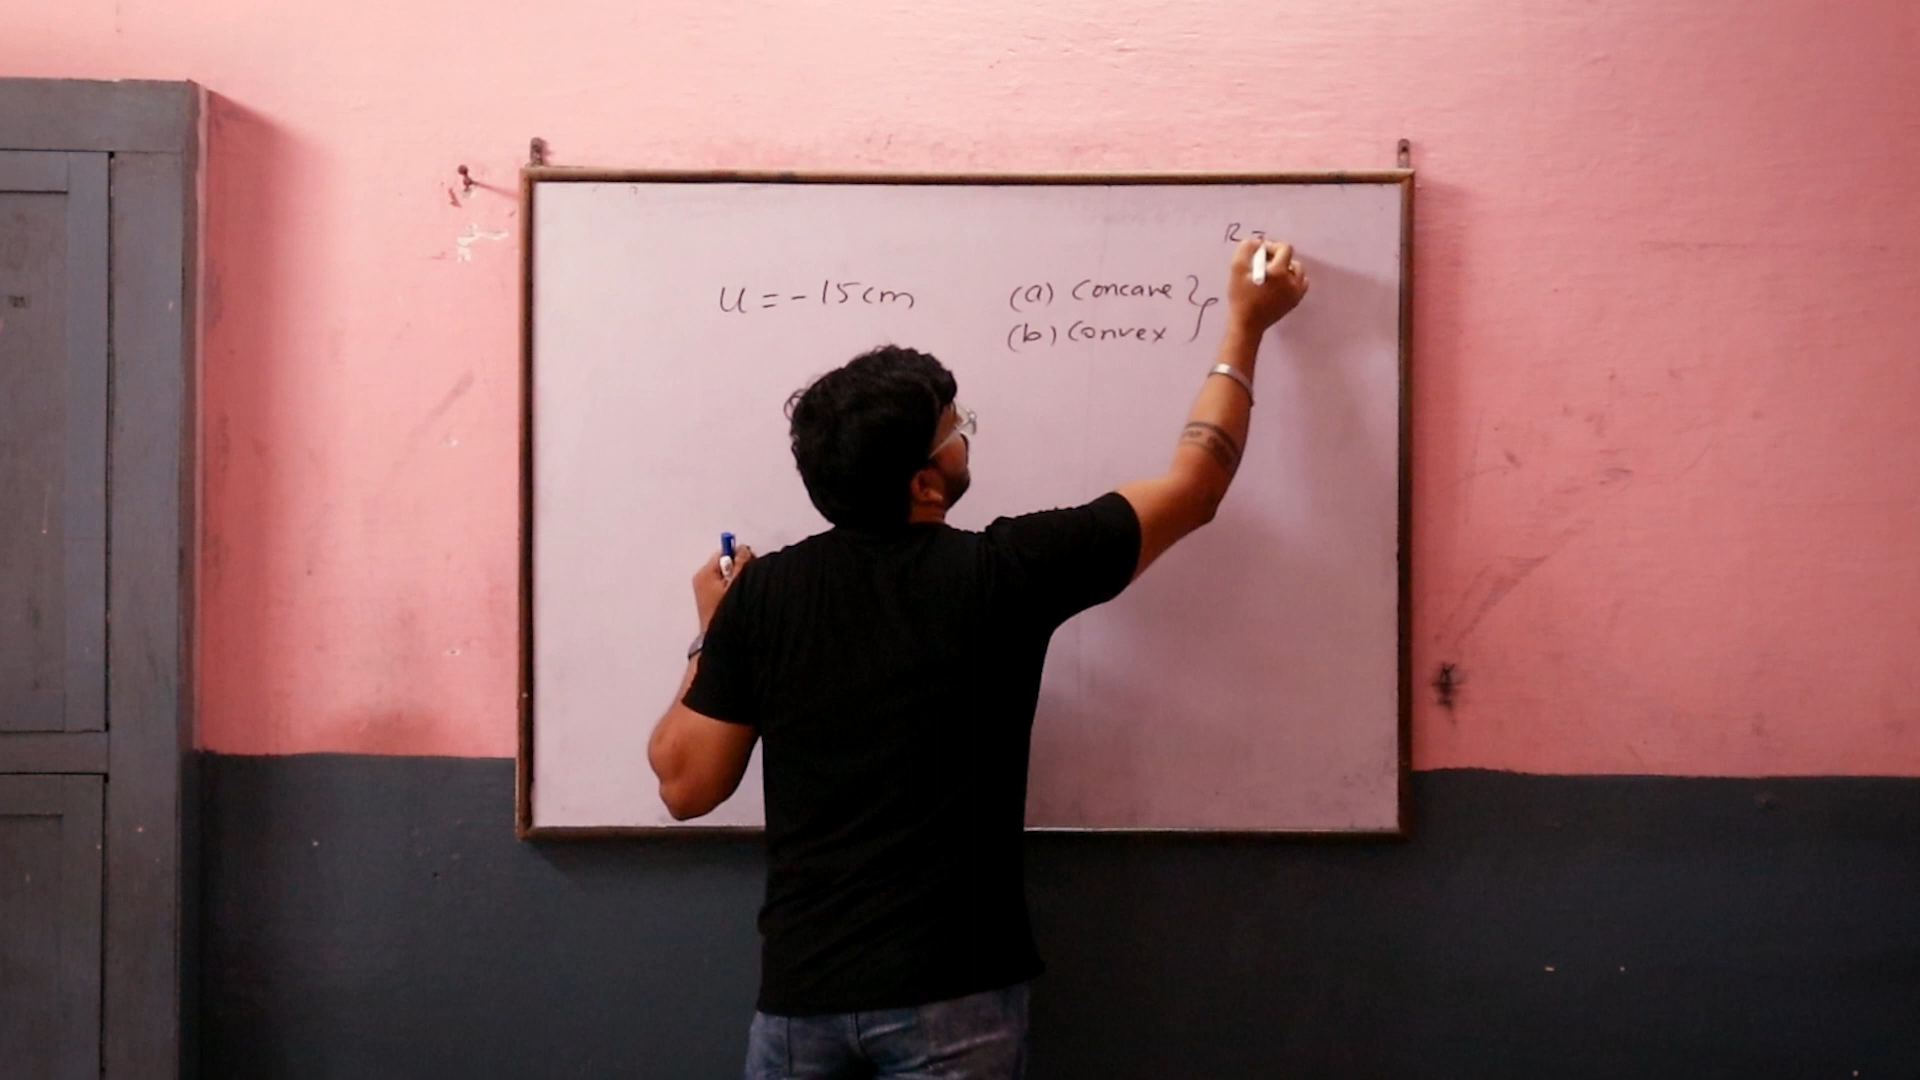 R =
u = -15cm (a) Concave
(b) Convex